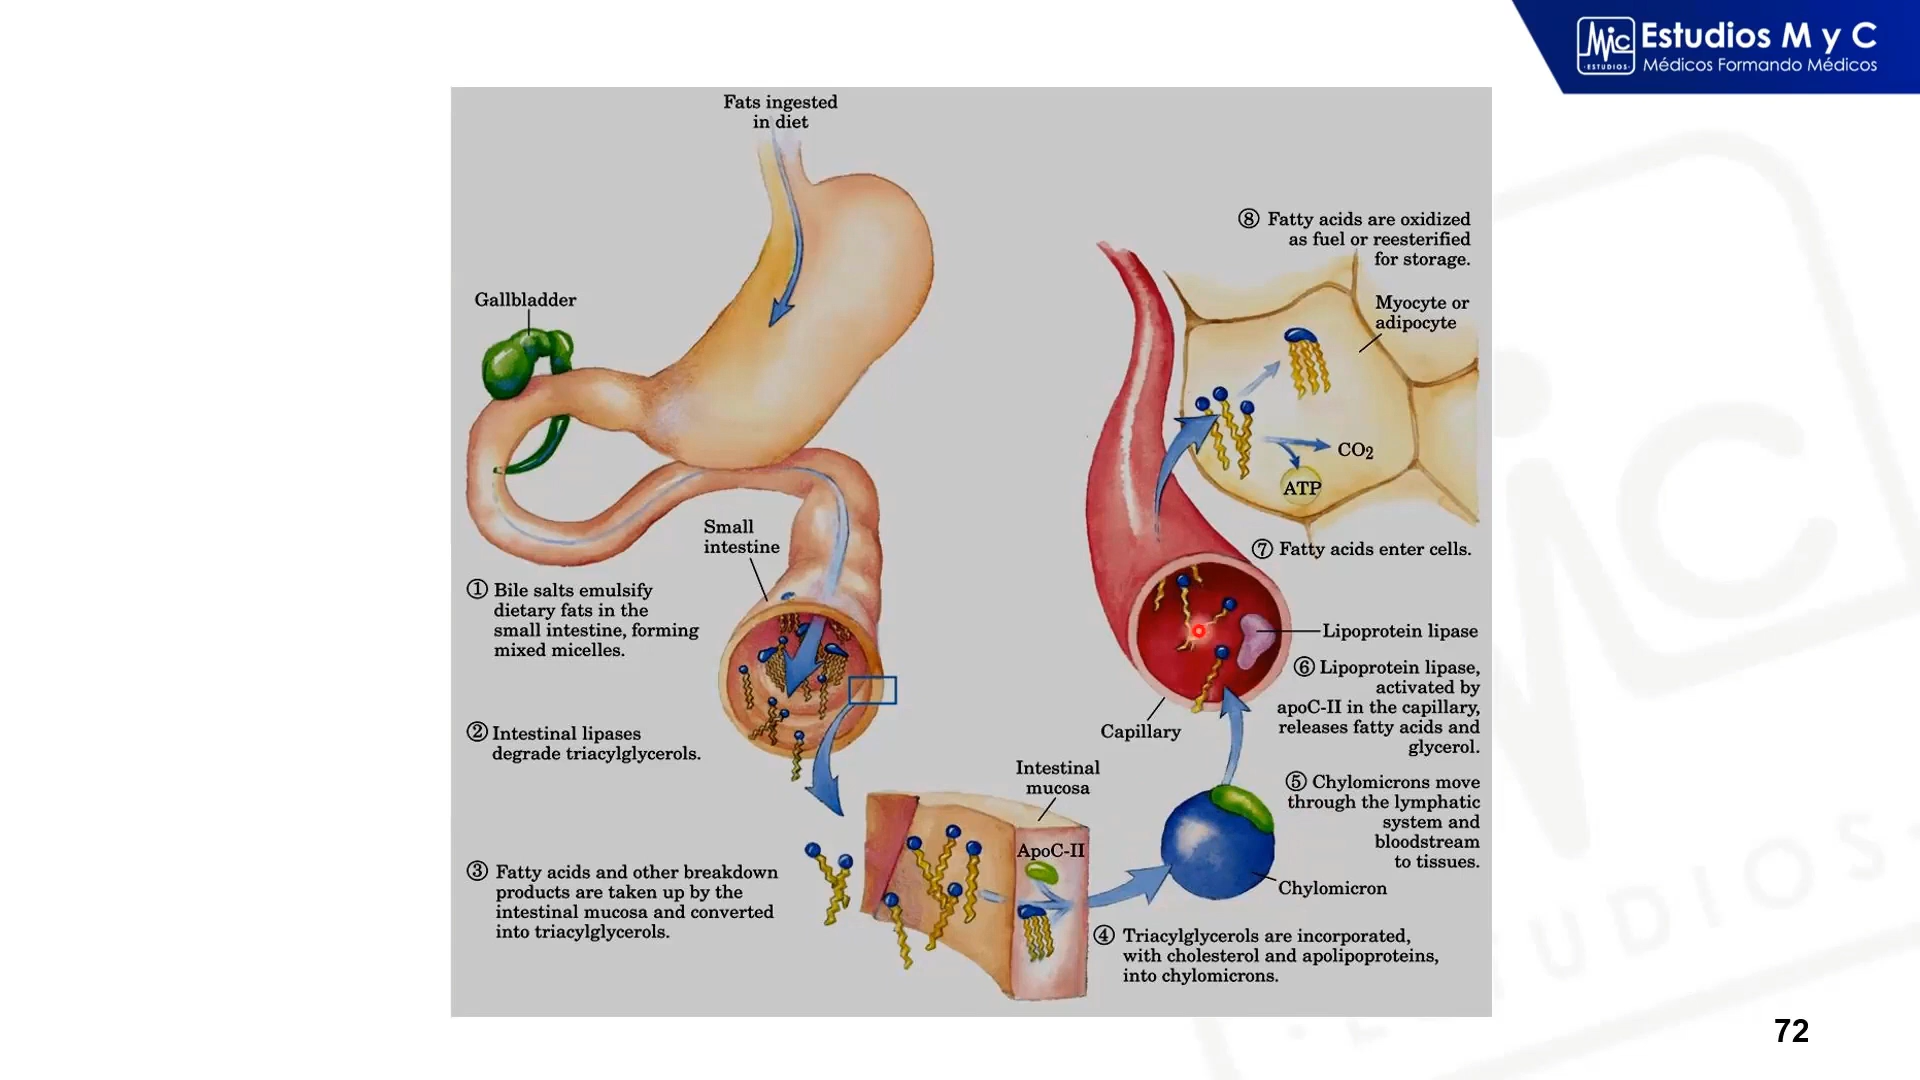 MiC
·ESTUDIOS·
Estudios M y C
Médicos Formando Médicos
Fats ingested
in diet
Gallbladder
Small
intestine
① Bile salts emulsify
dietary fats in the
small intestine, forming
mixed micelles.
② Intestinal lipases
degrade triacylglycerols.
③ Fatty acids and other breakdown
products are taken up by the
intestinal mucosa and converted
into triacylglycerols.
Intestinal
mucosa
ApoC-II
④ Triacylglycerols are incorporated,
with cholesterol and apolipoproteins,
into chylomicrons.
Chylomicron
⑤ Chylomicrons move
through the lymphatic
system and
bloodstream
to tissues.
Capillary
⑥ Lipoprotein lipase,
activated by
apoC-II in the capillary,
releases fatty acids and
glycerol.
Lipoprotein lipase
⑦ Fatty acids enter cells.
ATP
CO2
Myocyte or
adipocyte
⑧ Fatty acids are oxidized
as fuel or reesterified
for storage.
72